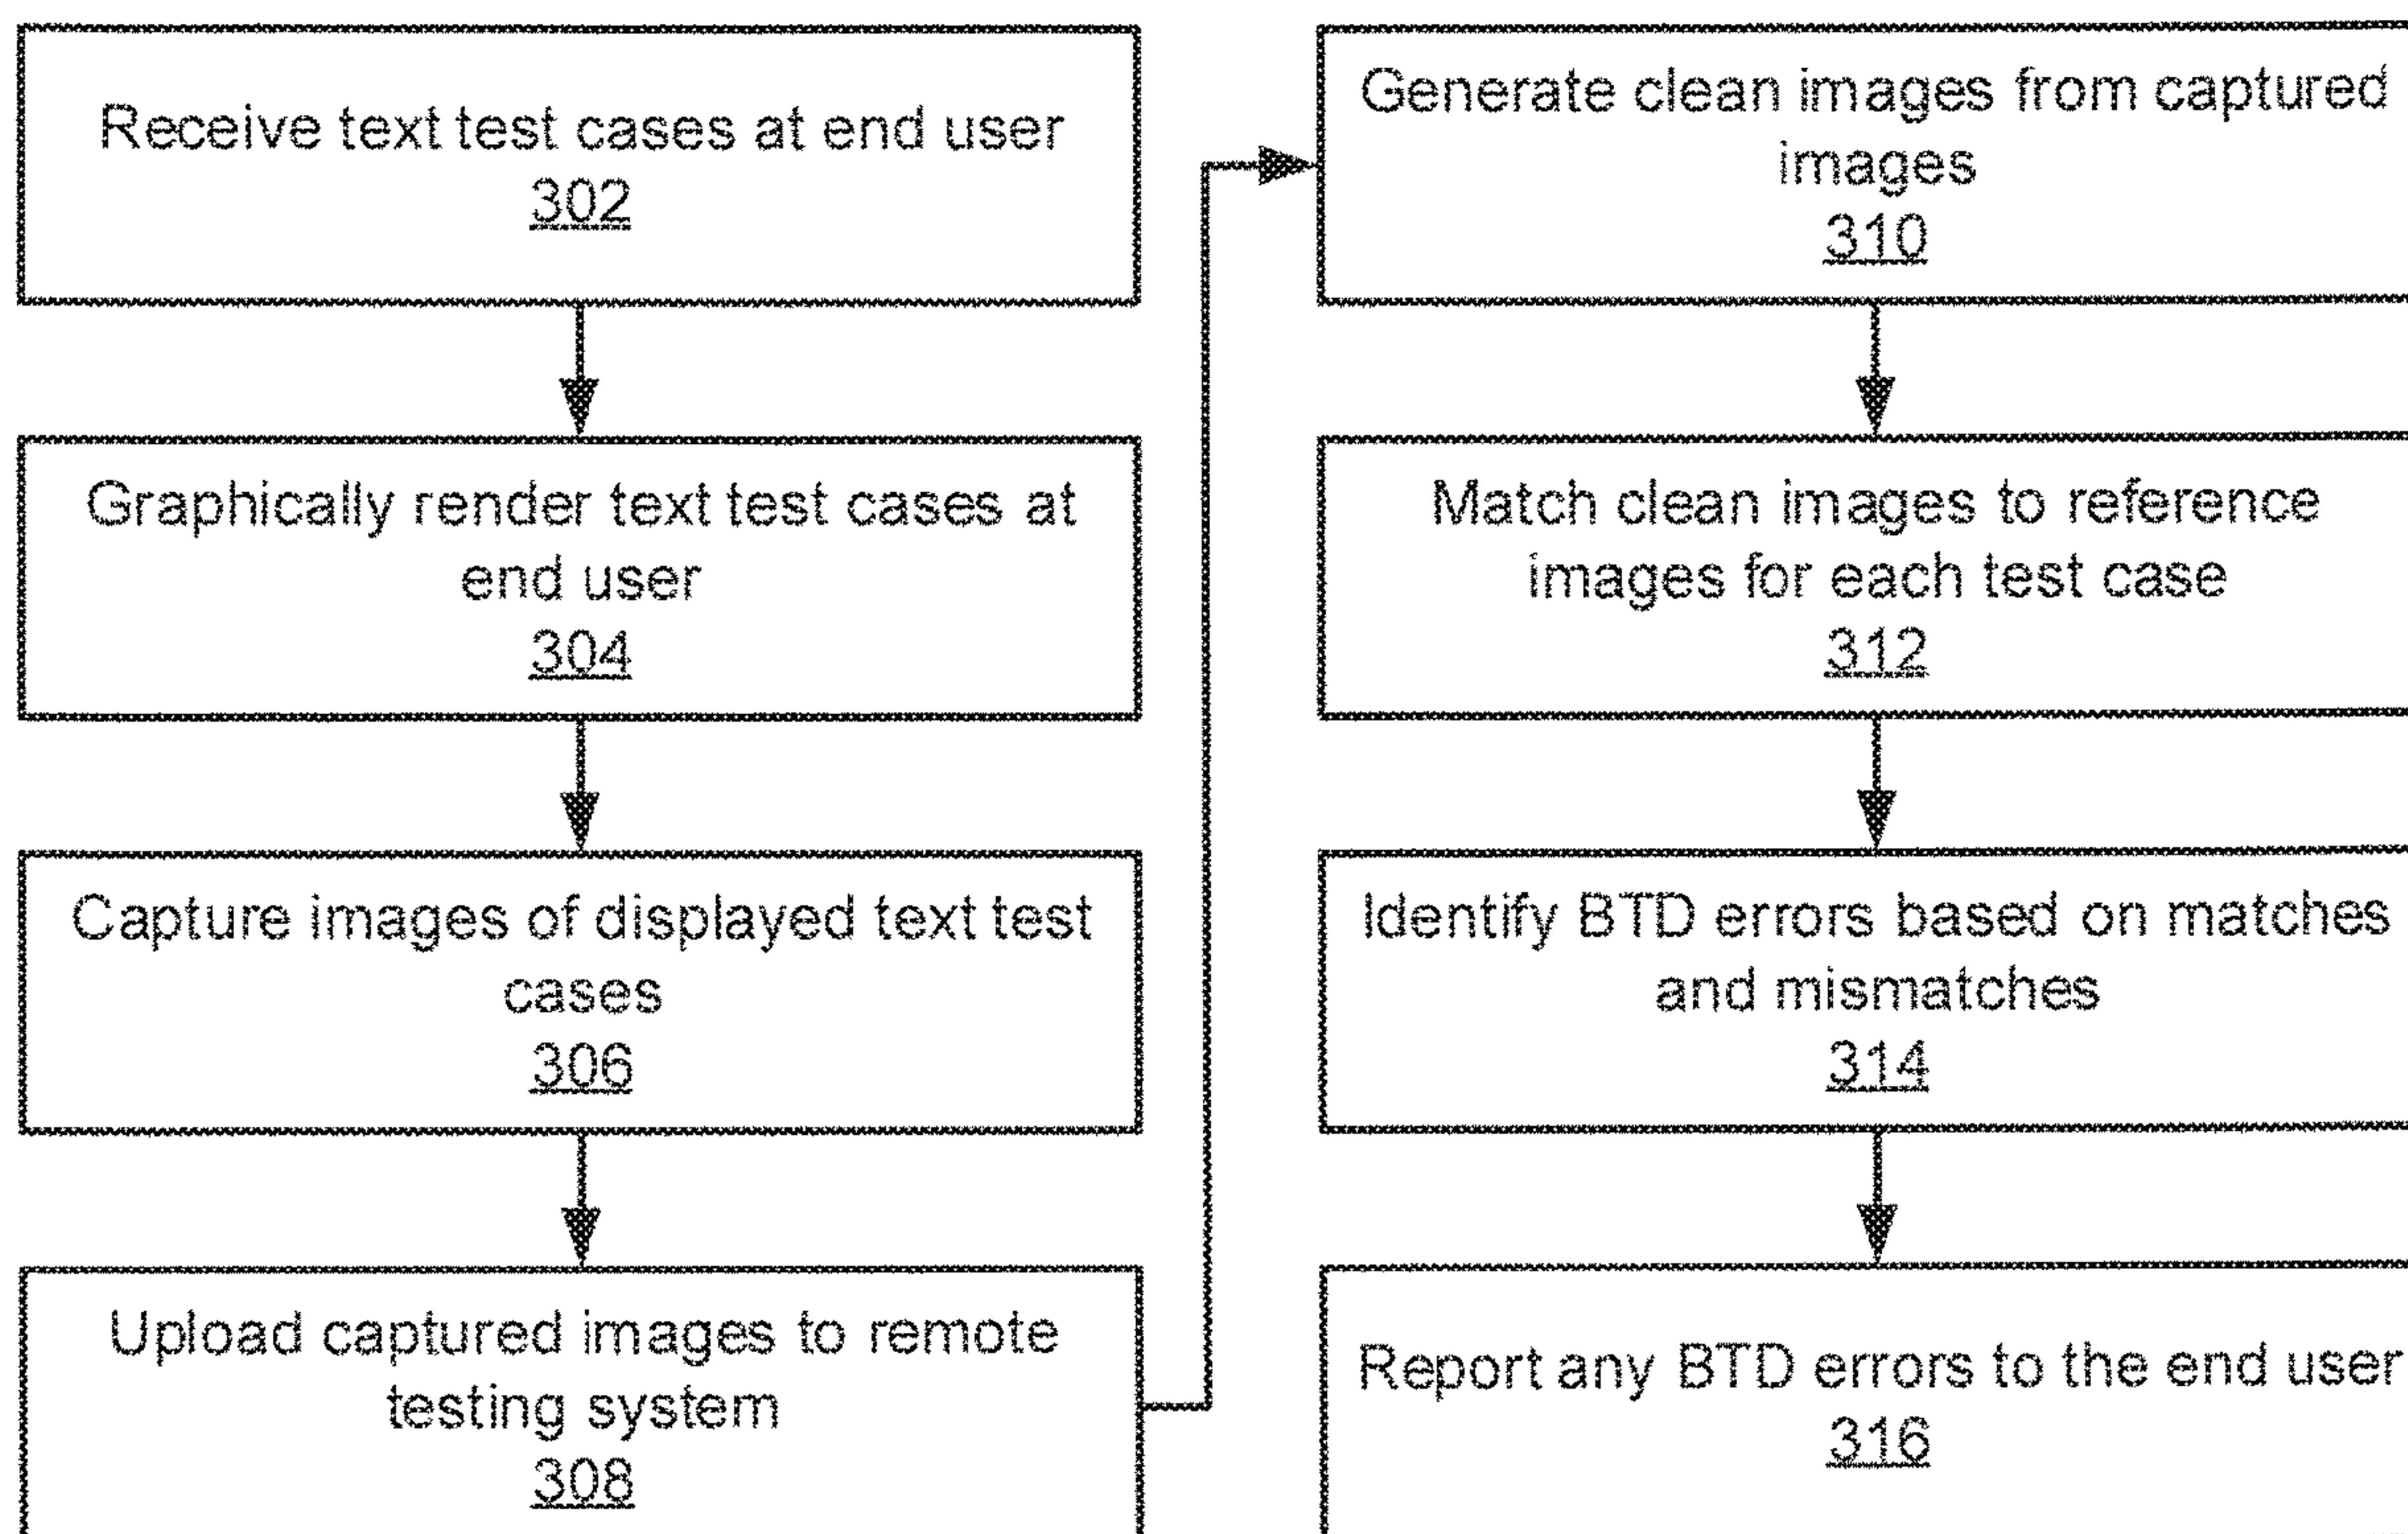 Receive text test cases at end user
302
Graphically render text test cases at
end user
304
Capture images of displayed text test
cases
306
Upload captured images to remote
testing system
308
Generate clean images from captured
images
310
Match clean images to reference
images for each test case
312
Identify BTD errors based on matches
and mismatches
314
Report any BTD errors to the end user
316